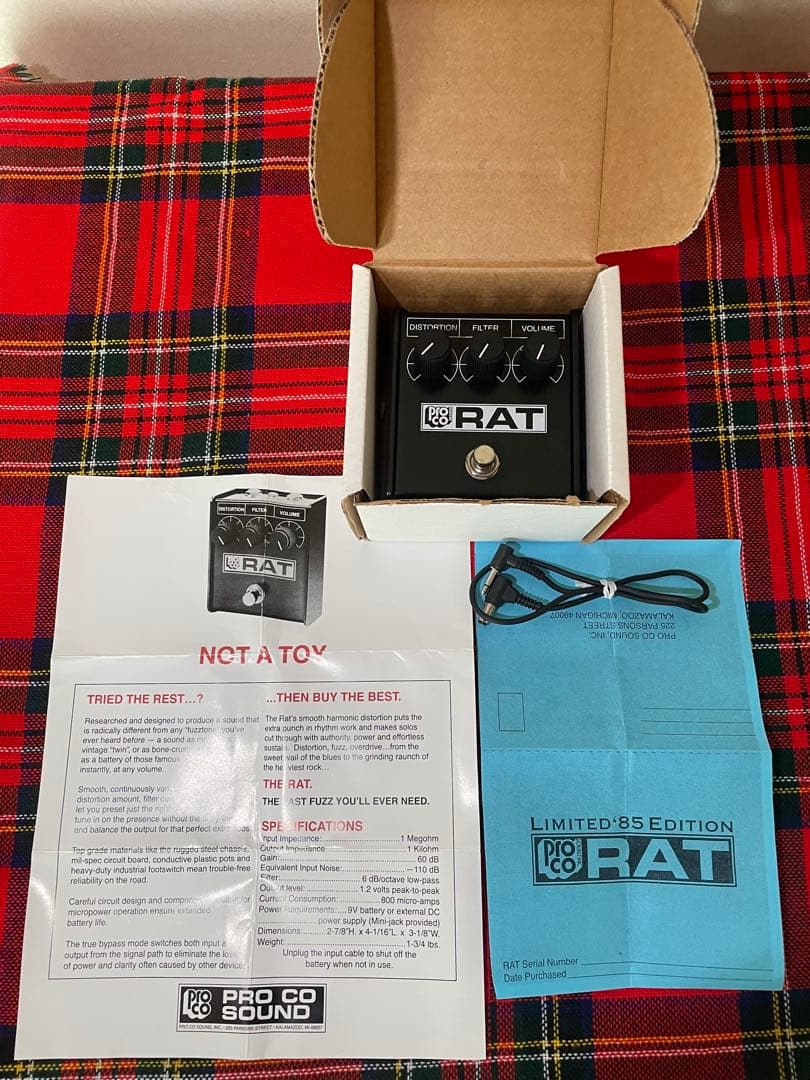 DISTORTION FILTER VOLUME
PRO CO RAT
DISTORTION FILTER VOLUME
RAT
NOT A TOY
TRIED THE REST...?
Researched and designed to produce a sound that
is radically different from any "fuzztone" you've
ever heard before — a sound as
vintage "twin", or as bone-crus
as a battery of those famous
instantly, at any volume.
Smooth, continuously
distortion amount, filter
let you preset just the right
tune in on the presence without the
and balance the output for that perfect
Top grade materials like the rugged steel chassis,
mil-spec circuit board, conductive plastic pots and
heavy-duty industrial footswitch mean trouble-free
reliability on the road.
Careful circuit design and
micropower operation ensure extended
battery life.
The true bypass mode switches both input
output from the signal path to eliminate the
of power and clarity often caused by other
...THEN BUY THE BEST.
The Rat's smooth harmonic distortion puts the
extra punch in rhythm work and makes solos
cut through with authority, power and effortless
sustain. Distortion, fuzz, overdrive...from the
sweet wail of the blues to the grinding raunch of
the heaviest rock...
THE RAT.
THE LAST FUZZ YOU'LL EVER NEED.
SPECIFICATIONS
Input Impedance: 1 Megohm
Output Impedance 1 Kilohm
Gain: 60 dB
Equivalent Input Noise: —110 dB
Filter: 6 dB/octave low-pass
Output level: 1.2 volts peak-to-peak
Current Consumption: 800 micro-amps
Power Requirements: 9V battery or external DC
power supply (Mini-jack provided)
Dimensions: 2-7/8"H. x 4-1/16"L. x 3-1/8"W.
Weight: 1-3/4 lbs.
Unplug the input cable to shut off the
battery when not in use.
PRO CO PRO CO
SOUND
PRO CO SOUND, INC. • 225 PARSONS STREET • KALAMAZOO, MI 49007
PRO CO SOUND, INC.
225 PARSONS STREET
KALAMAZOO, MICHIGAN 49007
LIMITED '85 EDITION
PRO CO RAT
RAT Serial Number
Date Purchased